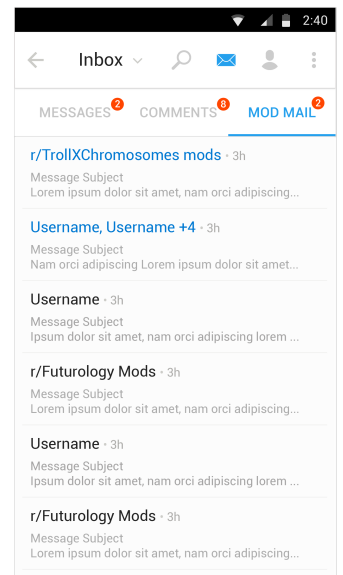 2:40
Inbox
MESSAGES 2 COMMENTS 8 MOD MAIL 2
r/TrollXChromosomes mods · 3h
Message Subject
Lorem ipsum dolor sit amet, nam orci adipiscing...
Username, Username +4 · 3h
Message Subject
Nam orci adipiscing Lorem ipsum dolor sit amet...
Username · 3h
Message Subject
Ipsum dolor sit amet, nam orci adipiscing lorem ...
r/Futurology Mods · 3h
Message Subject
Lorem ipsum dolor sit amet, nam orci adipiscing...
Username · 3h
Message Subject
Ipsum dolor sit amet, nam orci adipiscing lorem ...
r/Futurology Mods · 3h
Message Subject
Lorem ipsum dolor sit amet, nam orci adipiscing...